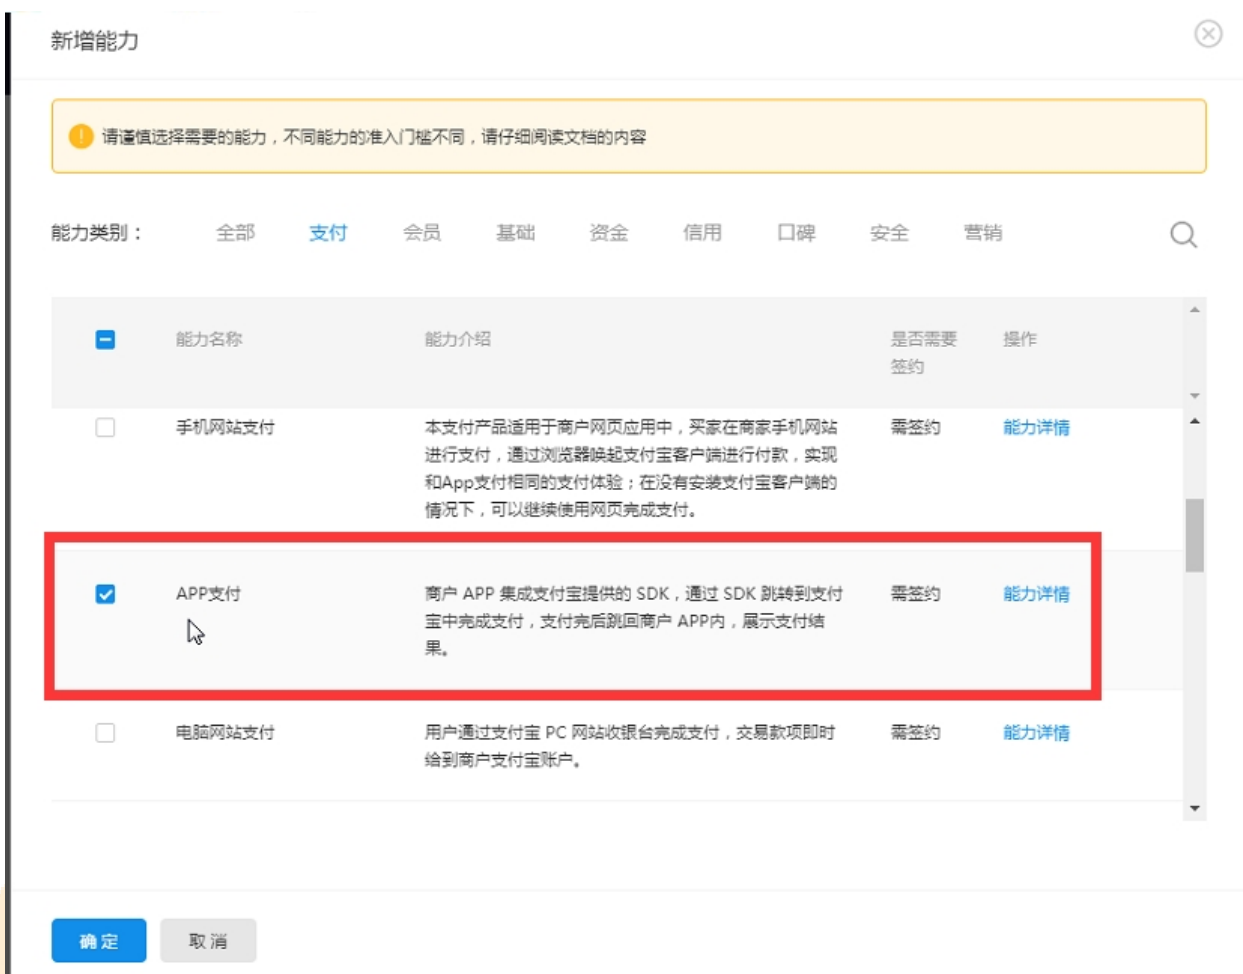 新增能力
请谨慎选择需要的能力，不同能力的准入门槛不同，请仔细阅读文档的内容
能力类别： 全部 支付 会员 基础 资金 信用 口碑 安全 营销
能力名称 能力介绍 是否需要 操作
签约
手机网站支付 本支付产品适用于商户网页应用中，买家在商家手机网站 需签约 能力详情
进行支付，通过浏览器唤起支付宝客户端进行付款，实现
和App支付相同的支付体验；在没有安装支付宝客户端的
情况下，可以继续使用网页完成支付。
APP支付 商户 APP 集成支付宝提供的 SDK，通过 SDK 跳转到支付 需签约 能力详情
宝中完成支付，支付完后跳回商户 APP内，展示支付结
果。
电脑网站支付 用户通过支付宝 PC 网站收银台完成支付，交易款项即时 需签约 能力详情
给到商户支付宝账户。
确定 取消